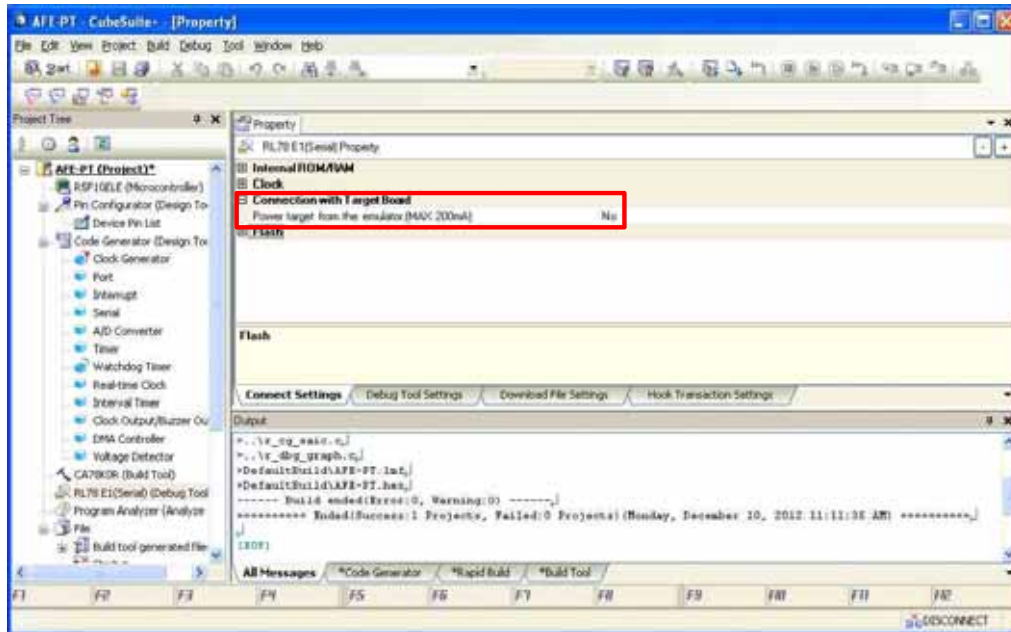 AFE-PT - CubeSuite+ - [Property]
File Edit View Project Build Debug Tool Window Help
Start
Project Tree
Property
RL78 E1(Serial) Property
AFE-PT (Project)*
Internal ROM/RAM
Clock
Connection with Target Board
(Microcontroller)
Power target from the emulator (MAX 200mA) No
Pin Configurator (Design To
Flash
Device Pin List
Code Generator (Design Too
Clock Generator
Port
Interrupt
Serial
A/D Converter
Flash
Timer
Watchdog Timer
Real-time Clock
Connect Settings Debug Tool Settings Download File Settings Hook Transaction Settings
Interval Timer
Clock Output/Buzzer Ou
Output
DMA Controller
Voltage Detector
>..\r_dbg_graph.c
CA78K0R (Build Tool)
>DefaultBuild\AFE-PT.lmf
RL78 E1(Serial) (Debug Tool
>DefaultBuild\AFE-PT.hex
Program Analyzer (Analyze
------ Build ended(Error:0, Warning:0) ------
========== Ended(Success:1 Projects, Failed:0 Projects)(Monday, December 10, 2012 11:11:38 AM) ==========
File
Build tool generated file
[EOF]
All Messages *Code Generator *Rapid Build *Build Tool
F1 F2 F3 F4 F5 F6 F7 F8 F9 F10 F11 F12
DISCONNECT